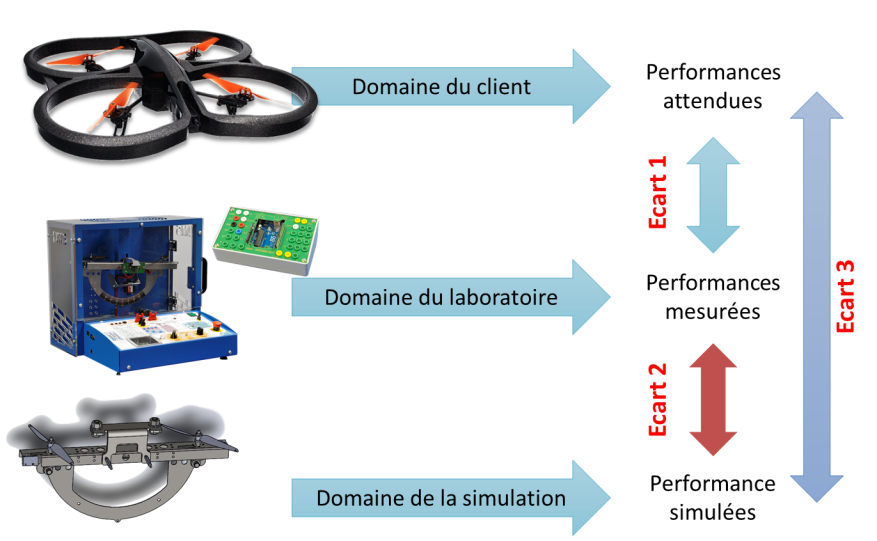 Domaine du client
Performances
attendues
Ecart 1
Domaine du laboratoire
Performances
mesurées
Ecart 3
Ecart 2
Domaine de la simulation
Performance
simulées